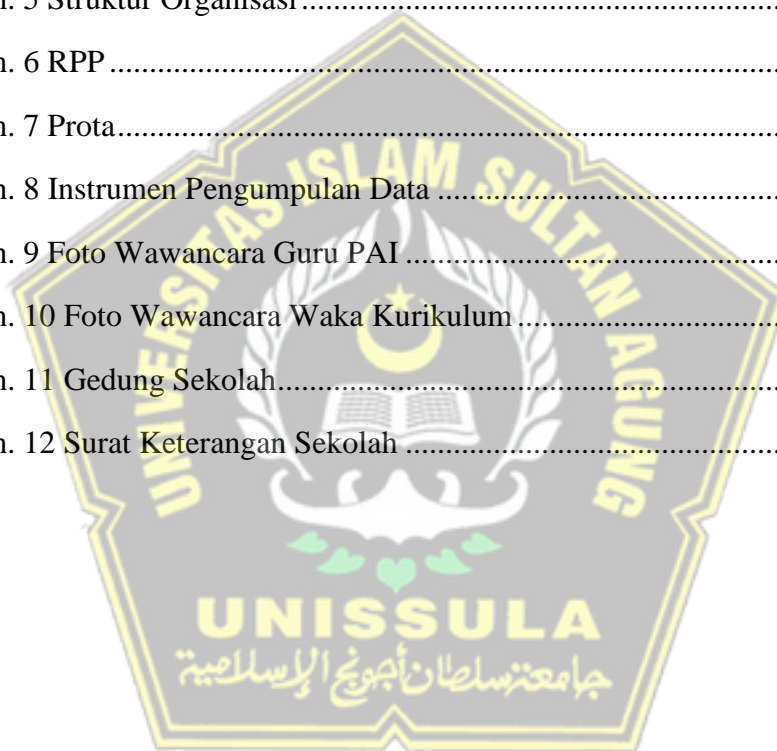 n. 5 Struktur Organisasi................................................................
n. 6 RPP................................................................
n. 7 Prota................................................................
n. 8 Instrumen Pengumpulan Data................................................
n. 9 Foto Wawancara Guru PAI................................................
n. 10 Foto Wawancara Waka Kurikulum................................
n. 11 Gedung Sekolah................................................................
n. 12 Surat Keterangan Sekolah................................................
UNIVERSITAS ISLAM SULTAN AGUNG
UNISSULA
جامعة سلطان أجونج الإسلامية